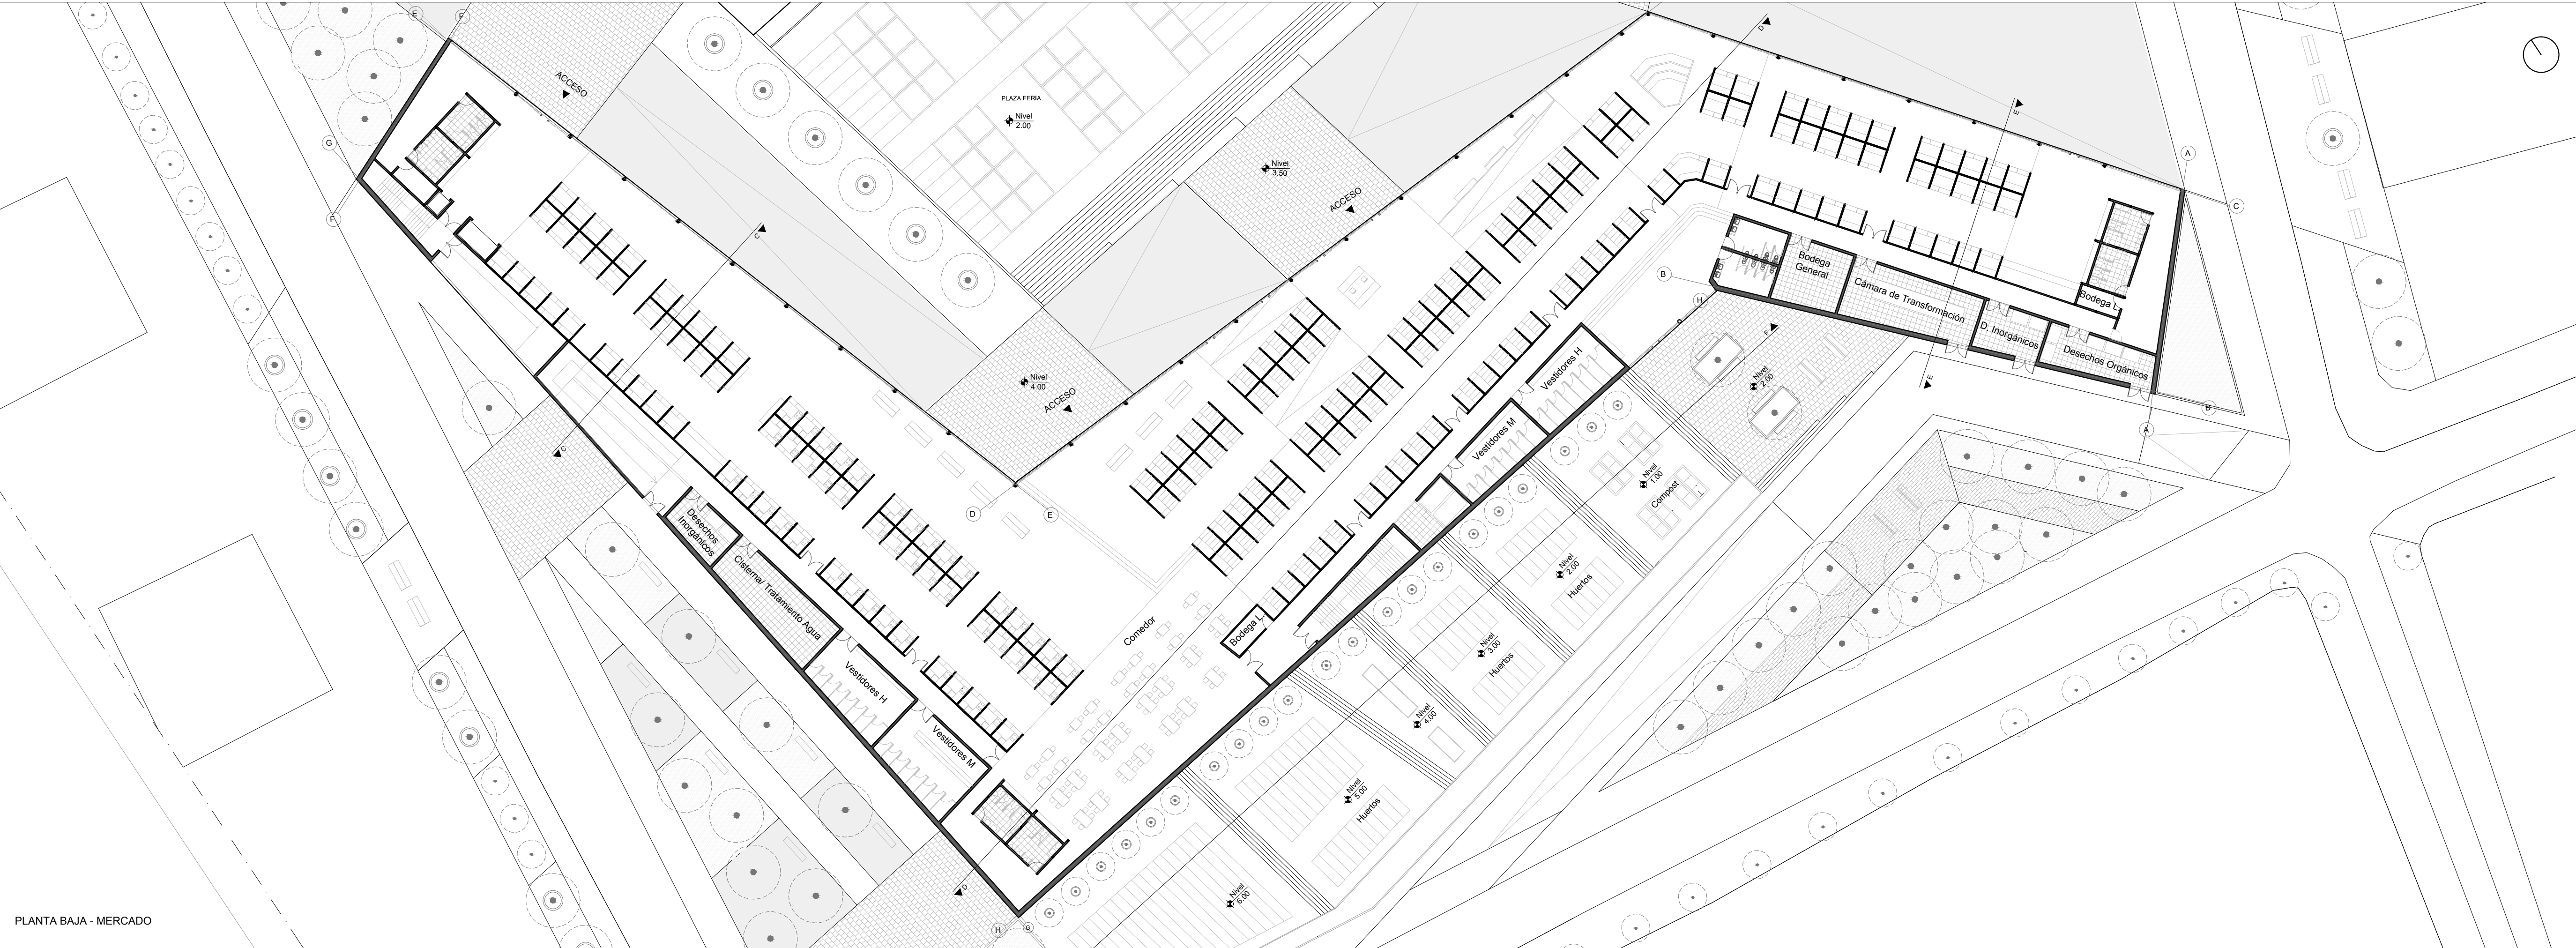 E
F
D
ACCESO
PLAZA FERIA
Nivel
2.00
E
G
A
Nivel
3.50
ACCESO
C
F
C
B
Bodega
General
H
Cámara de Transformación
Bodega L.
D. Inorgánicos
Desechos Orgánicos
F
Nivel
2.00
E
B
A
Nivel
4.00
ACCESO
Vestidores H
Vestidores M
C
Nivel
1.00
Compost
D
E
Desechos
Inorgánicos
Cisterna/ Tratamiento Agua
Nivel
2.00
Huertos
Comedor
Bodega L.
Nivel
3.00
Huertos
Vestidores H
Nivel
4.00
Vestidores M
Nivel
5.00
Huertos
D
Nivel
6.00
H
G
PLANTA BAJA - MERCADO